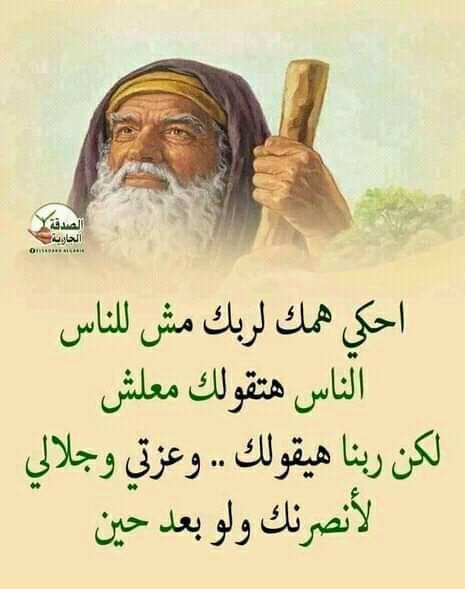 الصدقة
الجارية
احكي همك لربك مش للناس
الناس هتقولك معلش
لكن ربنا هيقولك .. وعزتي وجلالي
لأنصرنك ولو بعد حين